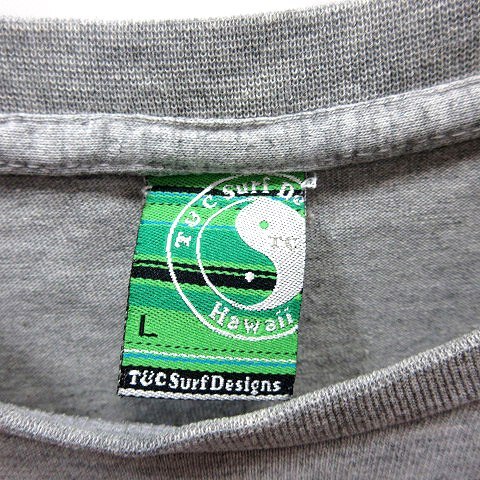 T&C Surf De
TC
Hawaii
L
T&C Surf Designs